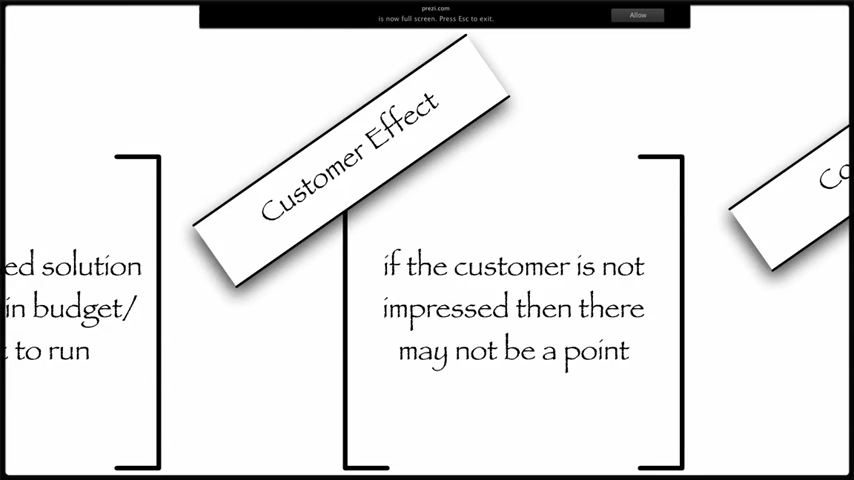 prezi.com
is now full screen. Press Esc to exit.
Allow
Customer Effect
ed solution
in budget/
to run
if the customer is not
impressed then there
may not be a point
Co